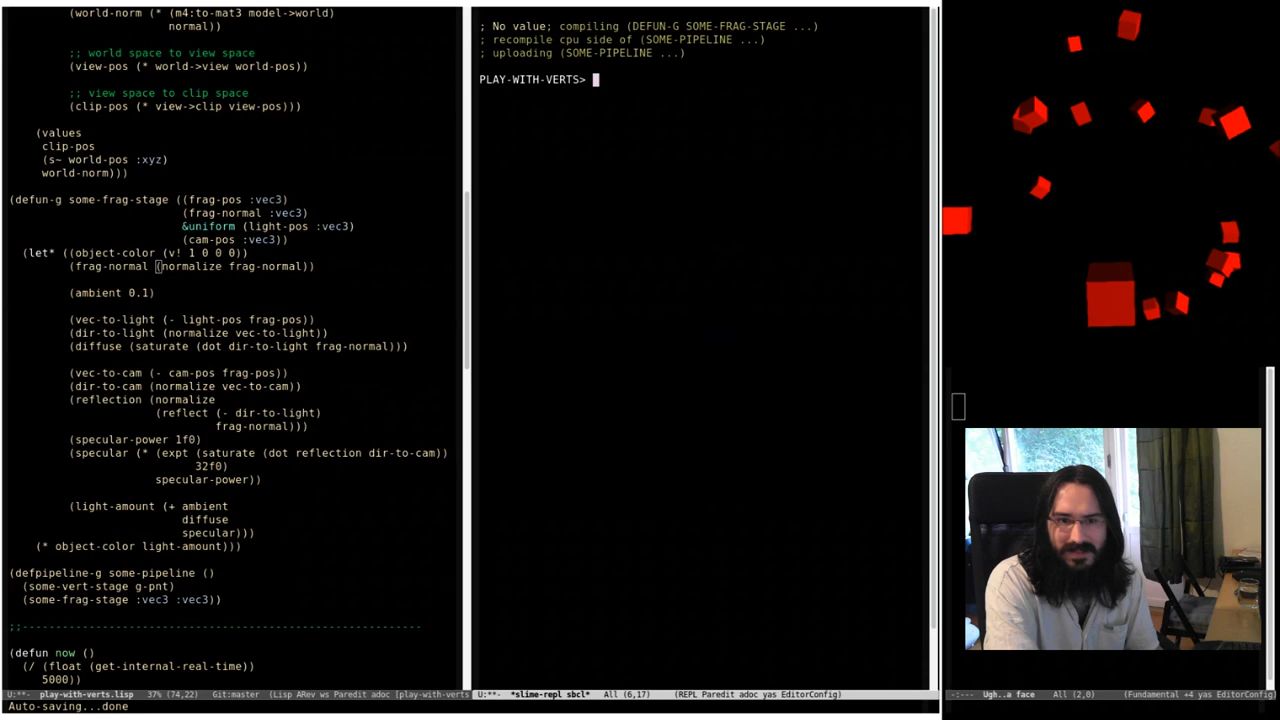 (world-norm (* (m4:to-mat3 model->world)
normal))
;; world space to view space
(view-pos (* world->view world-pos))
;; view space to clip space
(clip-pos (* view->clip view-pos)))
(values
clip-pos
(s~ world-pos :xyz)
world-norm)))
(defun-g some-frag-stage ((frag-pos :vec3)
(frag-normal :vec3)
&uniform (light-pos :vec3)
(cam-pos :vec3))
(let* ((object-color (v! 1 0 0 0))
(frag-normal (normalize frag-normal))
(ambient 0.1)
(vec-to-light (- light-pos frag-pos))
(dir-to-light (normalize vec-to-light))
(diffuse (saturate (dot dir-to-light frag-normal)))
(vec-to-cam (- cam-pos frag-pos))
(dir-to-cam (normalize vec-to-cam))
(reflection (normalize
(reflect (- dir-to-light)
frag-normal)))
(specular-power 1f0)
(specular (* (expt (saturate (dot reflection dir-to-cam))
32f0)
specular-power))
(light-amount (+ ambient
diffuse
specular)))
(* object-color light-amount)))
(defpipeline-g some-pipeline ()
(some-vert-stage g-pnt)
(some-frag-stage :vec3 :vec3))
;;------------------------------------------------------------
(defun now ()
(/ (float (get-internal-real-time))
5000))
U:**- play-with-verts.lisp 37% (74,22) Git:master (Lisp ARev ws Paredit adoc [play-with-verts
Auto-saving...done
; No value; compiling (DEFUN-G SOME-FRAG-STAGE ...)
; recompile cpu side of (SOME-PIPELINE ...)
; uploading (SOME-PIPELINE ...)
PLAY-WITH-VERTS>
U:**- *slime-repl sbcl* All (6,17) (REPL Paredit adoc yas EditorConfig)
-:--- Ugh..a face All (2,0) (Fundamental +4 yas EditorConfig)